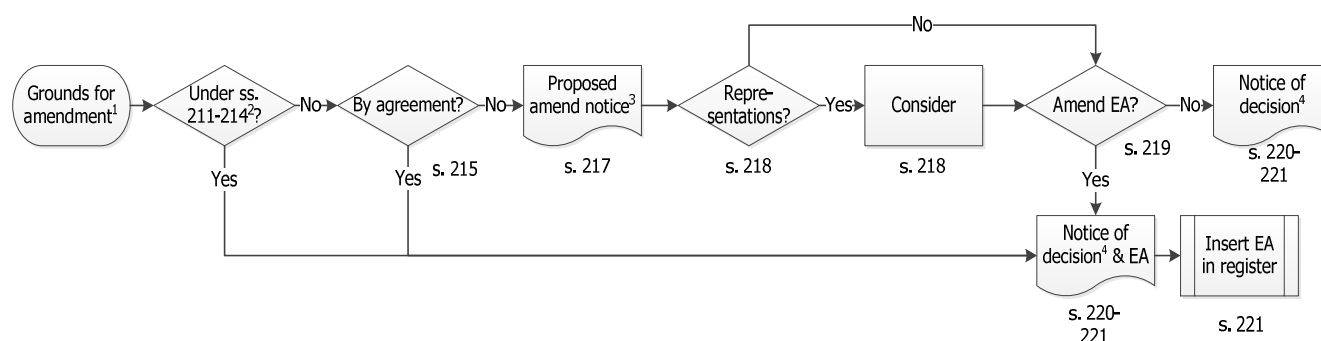 No
Grounds for
amendment¹
Under ss.
211-214²?
No
By agreement?
No
Proposed
amend notice³
Repre-
sentations?
Yes
Consider
Amend EA?
No
Notice of
decision⁴
Yes
Yes
s. 215
s. 217
s. 218
s. 218
s. 219
Yes
s. 220-
221
Notice of
decision⁴ & EA
Insert EA
in register
s. 220-
221
s. 221